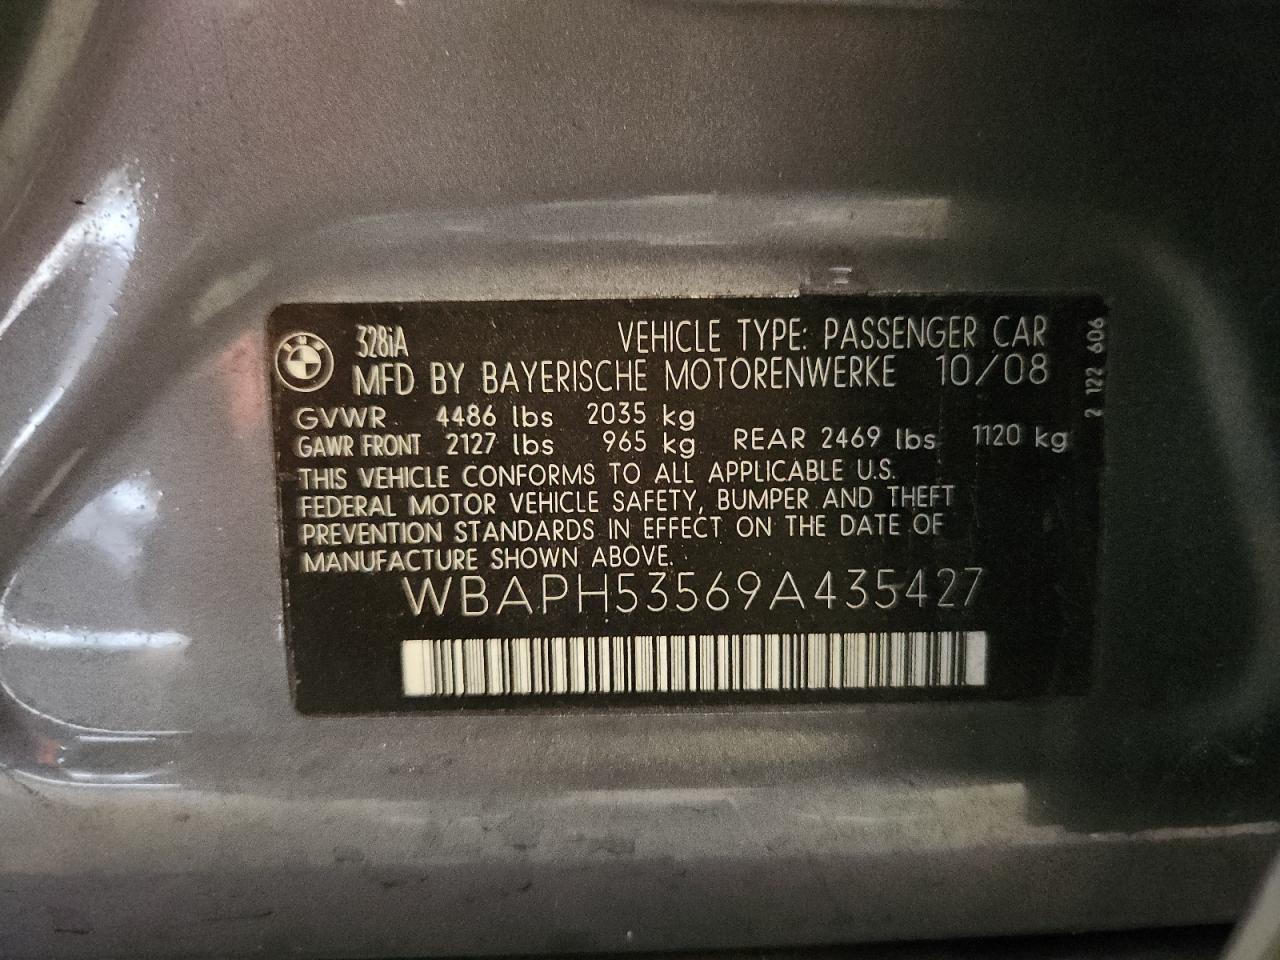 328iA
VEHICLE TYPE: PASSENGER CAR
MFD BY BAYERISCHE MOTORENWERKE 10/08
GVWR 4486 lbs 2035 kg
GAWR FRONT 2127 lbs 965 kg REAR 2469 lbs 1120 kg
THIS VEHICLE CONFORMS TO ALL APPLICABLE U.S.
FEDERAL MOTOR VEHICLE SAFETY, BUMPER AND THEFT
PREVENTION STANDARDS IN EFFECT ON THE DATE OF
MANUFACTURE SHOWN ABOVE.
WBAPH53569A435427
2 122 606
BMW